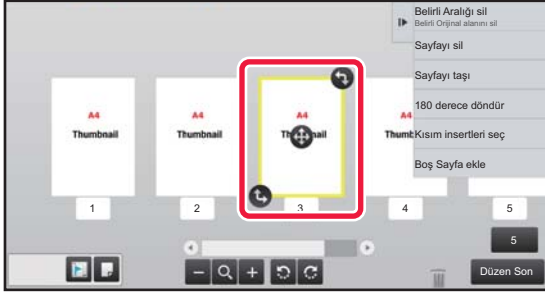 Belirli Aralığı sil
Belirli Orijinal alanını sil
Sayfayı sil
Sayfayı taşı
180 derece döndür
Kısım insertleri seç
Boş Sayfa ekle
A4
Thumbnail
A4
Thumbnail
A4
Thumbnail
A4
Thumb
1
2
3
4
5
5
Düzen Son